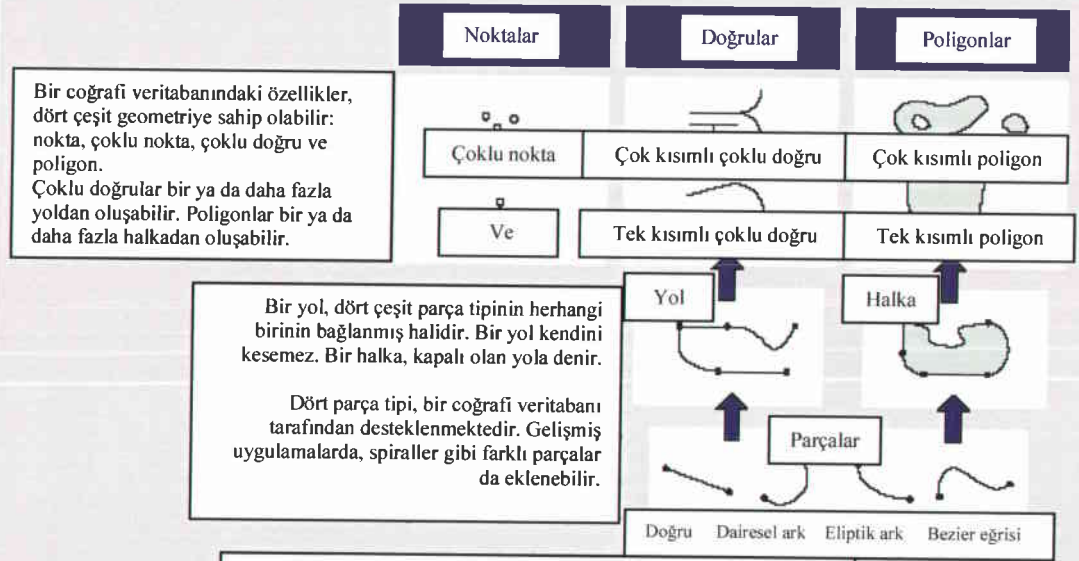 Noktalar
Doğrular
Poligonlar
Bir coğrafi veritabanındaki özellikler,
dört çeşit geometriye sahip olabilir:
nokta, çoklu nokta, çoklu doğru ve
poligon.
Çoklu doğrular bir ya da daha fazla
yoldan oluşabilir. Poligonlar bir ya da
daha fazla halkadan oluşabilir.
Çoklu nokta
Çok kısımlı çoklu doğru
Çok kısımlı poligon
Ve
Tek kısımlı çoklu doğru
Tek kısımlı poligon
Bir yol, dört çeşit parça tipinin herhangi
birinin bağlanmış halidir. Bir yol kendini
kesemez. Bir halka, kapalı olan yola denir.
Dört parça tipi, bir coğrafi veritabanı
tarafından desteklenmektedir. Gelişmiş
uygulamalarda, spiraller gibi farklı parçalar
da eklenebilir.
Yol
Halka
Parçalar
Doğru
Dairesel ark
Eliptik ark
Bezier eğrisi